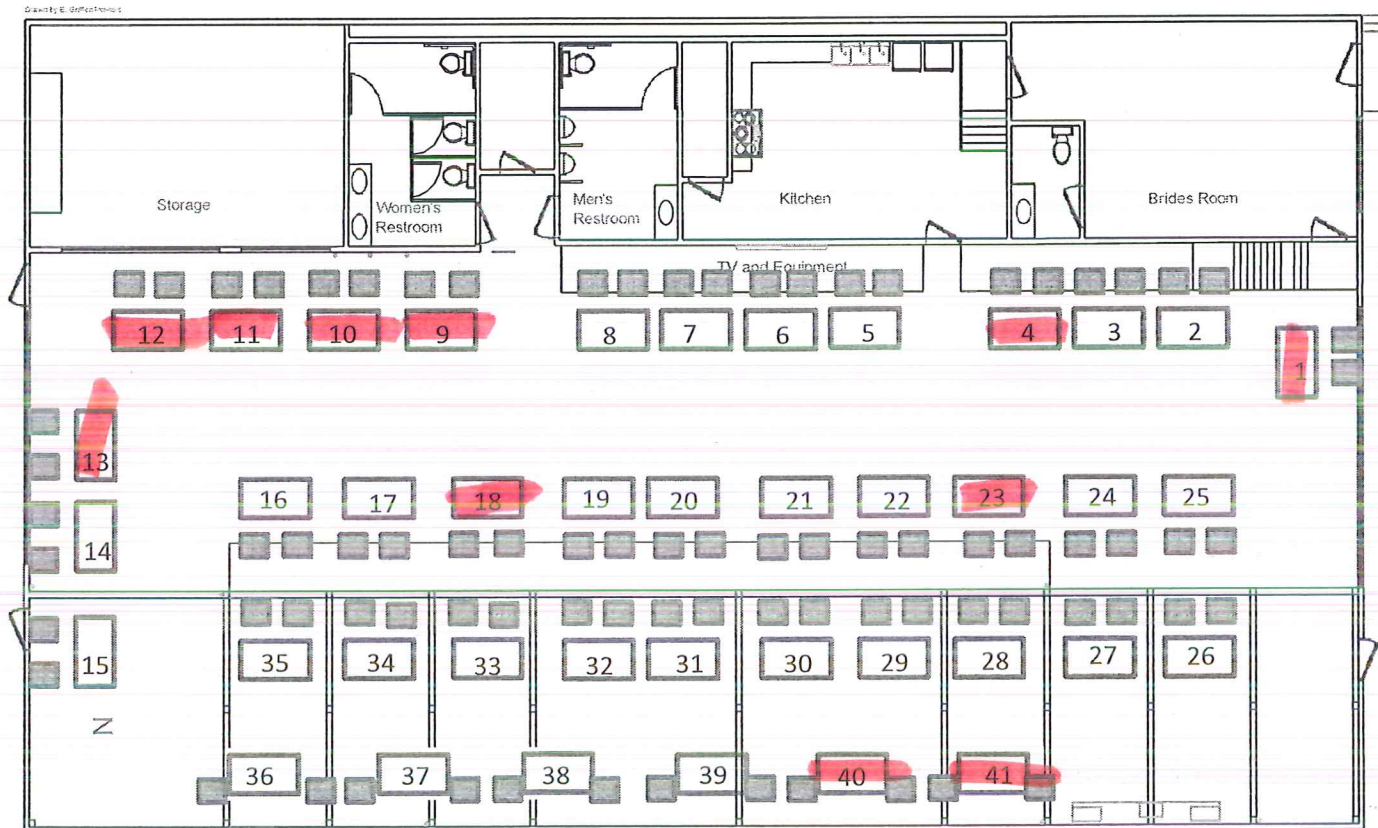 Storage
Women's
Restroom
Men's
Restroom
Kitchen
Brides Room
TV and Equipment
12 11 10 9 8 7 6 5 4 3 2
1
13
16 17 18 19 20 21 22 23 24 25
14
15 35 34 33 32 31 30 29 28 27 26
N
36 37 38 39 40 41